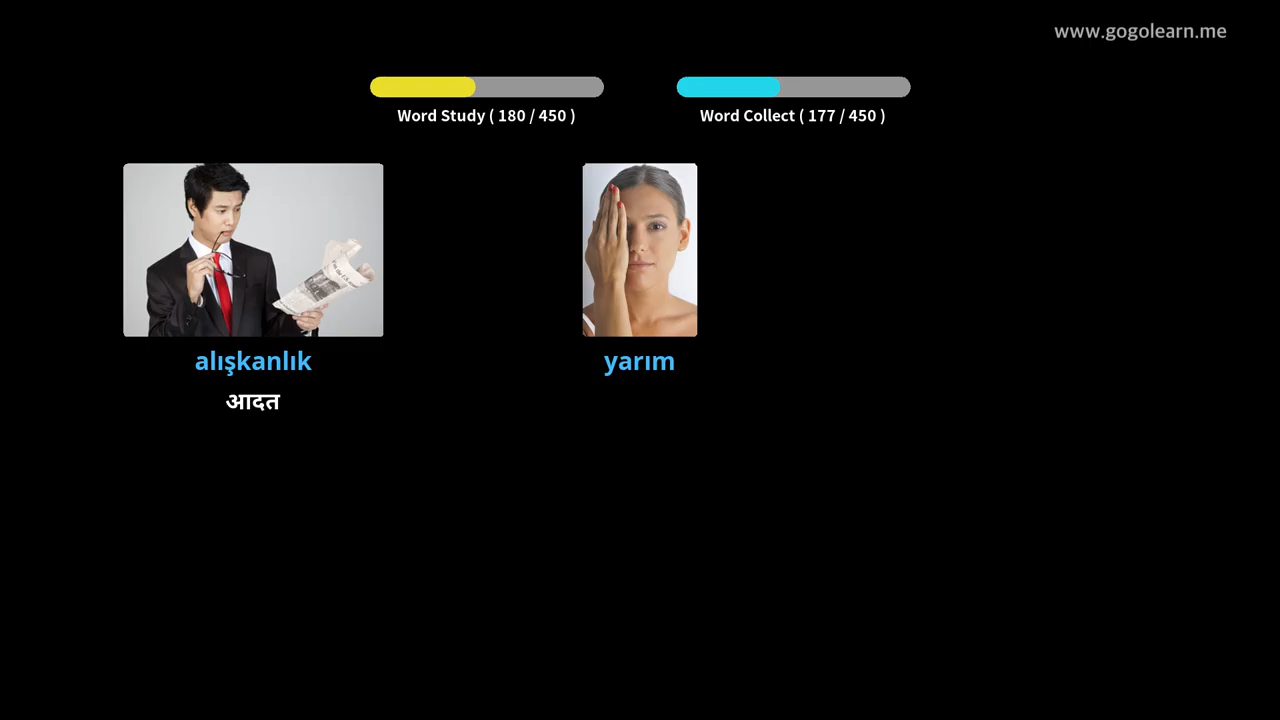 www.gogolearn.me
Word Study ( 180 / 450 )
Word Collect ( 177 / 450 )
alışkanlık
yarım
आदत